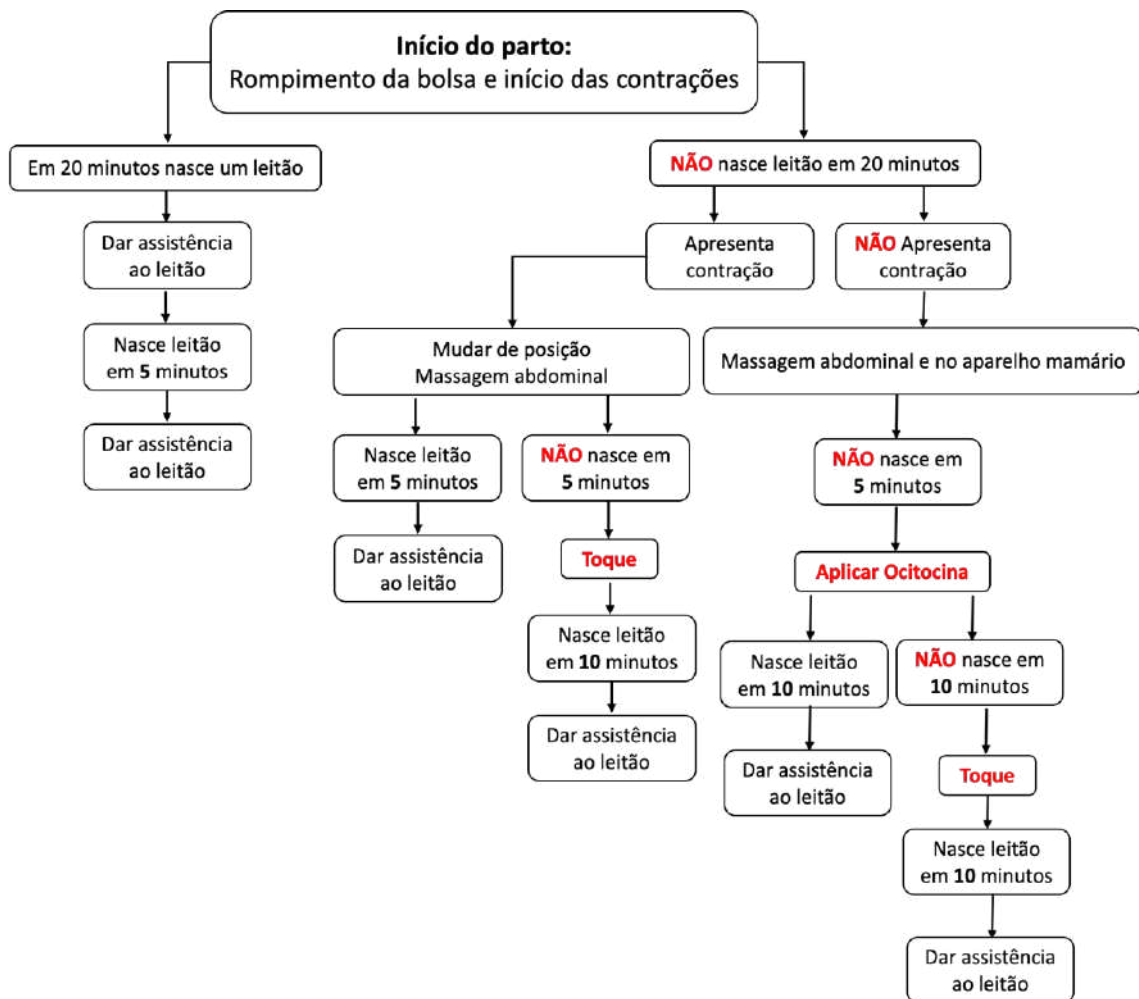 Início do parto:
Rompimento da bolsa e início das contrações
Em 20 minutos nasce um leitão
Dar assistência
ao leitão
Nasce leitão
em 5 minutos
Dar assistência
ao leitão
NÃO nasce leitão em 20 minutos
Apresenta
contração
NÃO Apresenta
contração
Mudar de posição
Massagem abdominal
Nasce leitão
em 5 minutos
Dar assistência
ao leitão
NÃO nasce em
5 minutos
Toque
Nasce leitão
em 10 minutos
Dar assistência
ao leitão
Massagem abdominal e no aparelho mamário
NÃO nasce em
5 minutos
Aplicar Ocitocina
Nasce leitão
em 10 minutos
Dar assistência
ao leitão
NÃO nasce em
10 minutos
Toque
Nasce leitão
em 10 minutos
Dar assistência
ao leitão